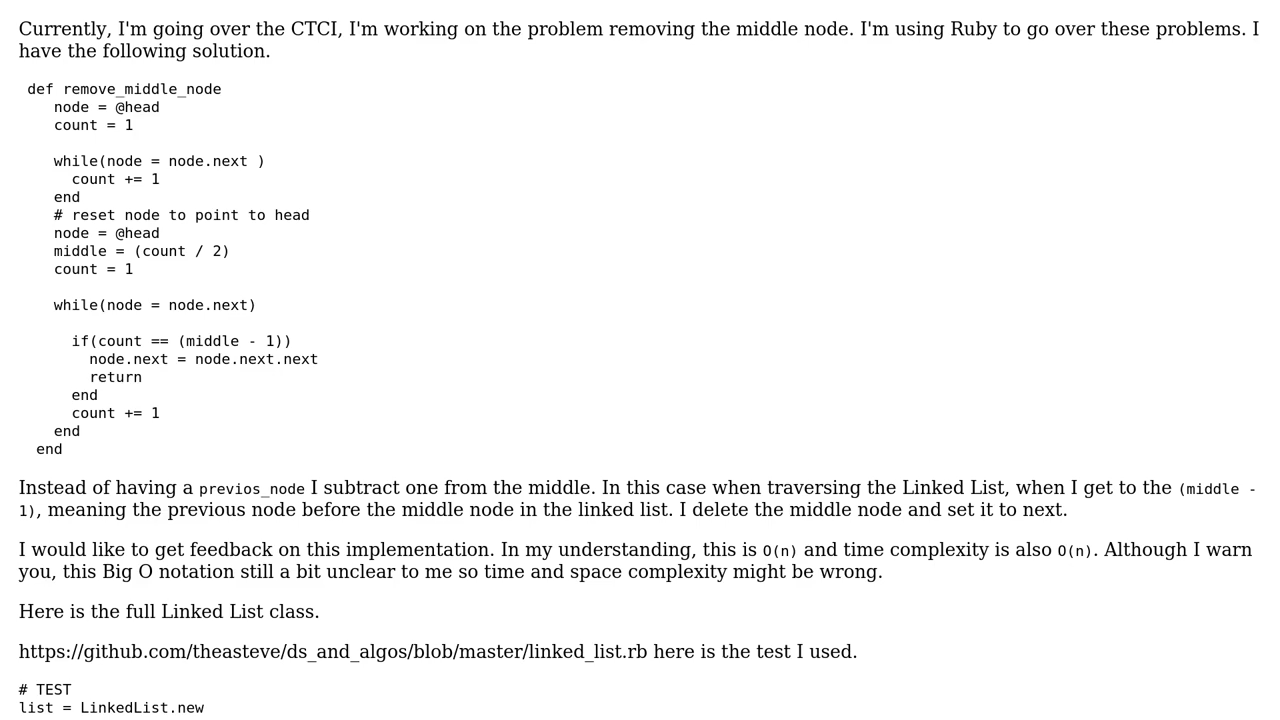 Currently, I'm going over the CTCI, I'm working on the problem removing the middle node. I'm using Ruby to go over these problems. I
have the following solution.
def remove_middle_node
node = @head
count = 1
while(node = node.next )
count += 1
end
# reset node to point to head
node = @head
middle = (count / 2)
count = 1
while(node = node.next)
if(count == (middle - 1))
node.next = node.next.next
return
end
count += 1
end
end
Instead of having a previos_node I subtract one from the middle. In this case when traversing the Linked List, when I get to the (middle -
1), meaning the previous node before the middle node in the linked list. I delete the middle node and set it to next.
I would like to get feedback on this implementation. In my understanding, this is O(n) and time complexity is also O(n). Although I warn
you, this Big O notation still a bit unclear to me so time and space complexity might be wrong.
Here is the full Linked List class.
https://github.com/theasteve/ds_and_algos/blob/master/linked_list.rb here is the test I used.
# TEST
list = LinkedList.new